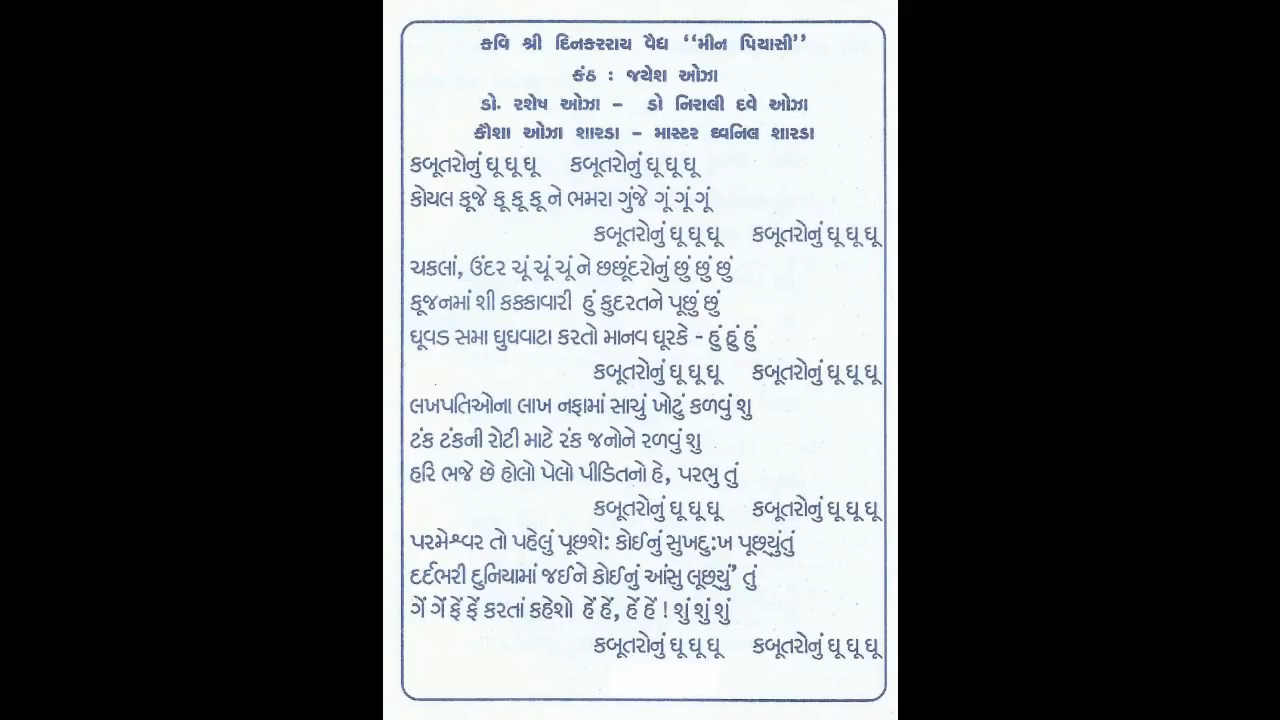 કવિ શ્રી દિનકરરાય વૈદ્ય ‘‘મીન પિયાસી’’
કંઠ : જયેશ ઓઝા
ડો. રશેષ ઓઝા – ડો નિરાલી દવે ઓઝા
કૌશા ઓઝા શારડા – માસ્ટર ધ્વનિલ શારડા
કબૂતરોનું ઘૂ ઘૂ ઘૂ કબૂતરોનું ઘૂ ઘૂ ઘૂ
કોયલ કૂજે કૂ કૂ કૂ ને ભમરા ગુંજે ગૂં ગૂં ગૂં
કબૂતરોનું ઘૂ ઘૂ ઘૂ કબૂતરોનું ઘૂ ઘૂ ઘૂ
ચકલાં, ઉંદર ચૂં ચૂં ચૂં ને છછૂંદરોનું છું છું છું
કૂજનમાં શી કક્કાવારી હું કુદરતને પૂછું છું
ઘૂવડ સમા ઘુઘવાટા કરતો માનવ ઘૂરકે - હું હું હું
કબૂતરોનું ઘૂ ઘૂ ઘૂ કબૂતરોનું ઘૂ ઘૂ ઘૂ
લખપતિઓના લાખ નફામાં સાચું ખોટું કળવું શુ
ટંક ટંકની રોટી માટે રંક જનોને રળવું શુ
હરિ ભજે છે હોલો પેલો પીડિતનો હે, પરભુ તું
કબૂતરોનું ઘૂ ઘૂ ઘૂ કબૂતરોનું ઘૂ ઘૂ ઘૂ
પરમેશ્વર તો પહેલું પૂછશે: કોઈનું સુખદુ:ખ પૂછ્યુંતું
દર્દભરી દુનિયામાં જઈને કોઈનું આંસુ લૂછ્યું’ તું
ગેં ગેં ફેં ફેં કરતાં કહેશો હેં હેં, હેં હેં ! શું શું શું
કબૂતરોનું ઘૂ ઘૂ ઘૂ કબૂતરોનું ઘૂ ઘૂ ઘૂ